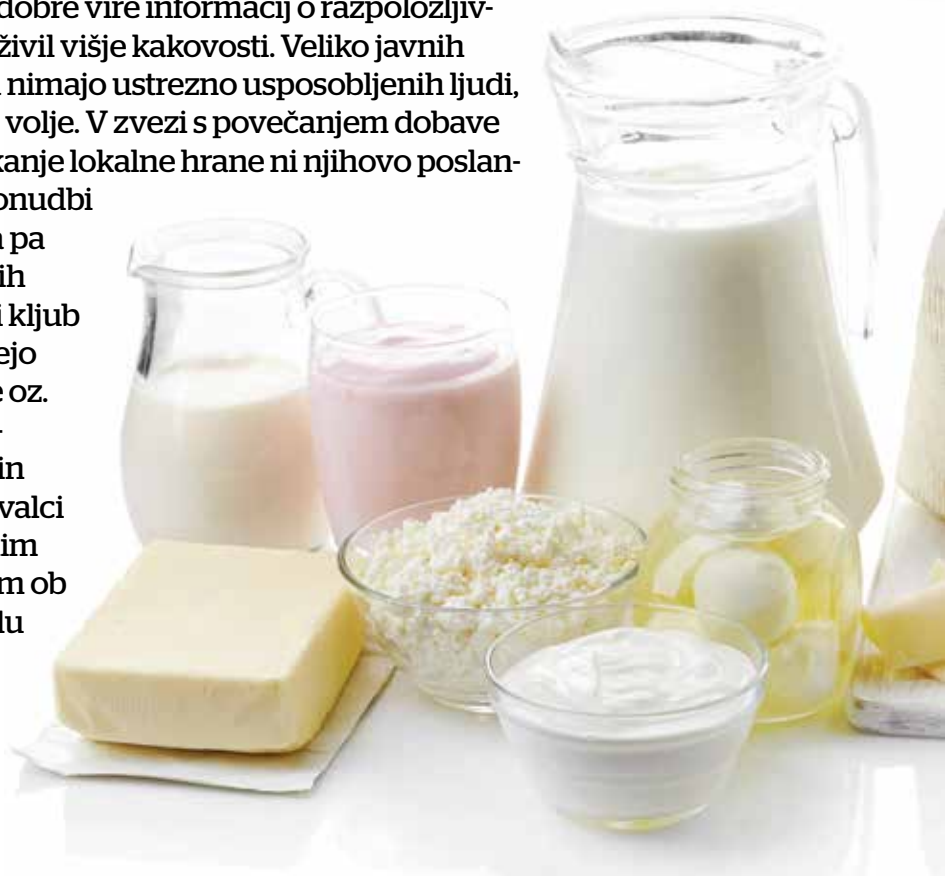 dobre vire informacij o razpoložljiv-
živil višje kakovosti. Veliko javnih
nimajo ustrezno usposobljenih ljudi,
volje. V zvezi s povečanjem dobave
kanje lokalne hrane ni njihovo poslan-
onudbi
pa
ih
kljub
ejo
e oz.
-
in
valci
im
m ob
lu